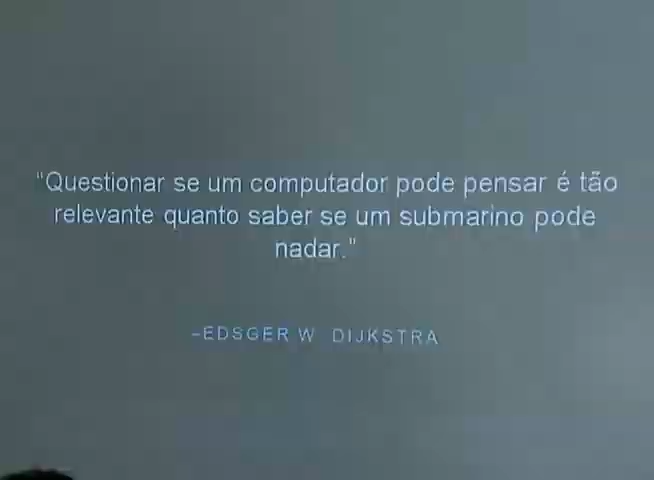 "Questionar se um computador pode pensar é tão
relevante quanto saber se um submarino pode
nadar."
–EDSGER W DIJKSTRA